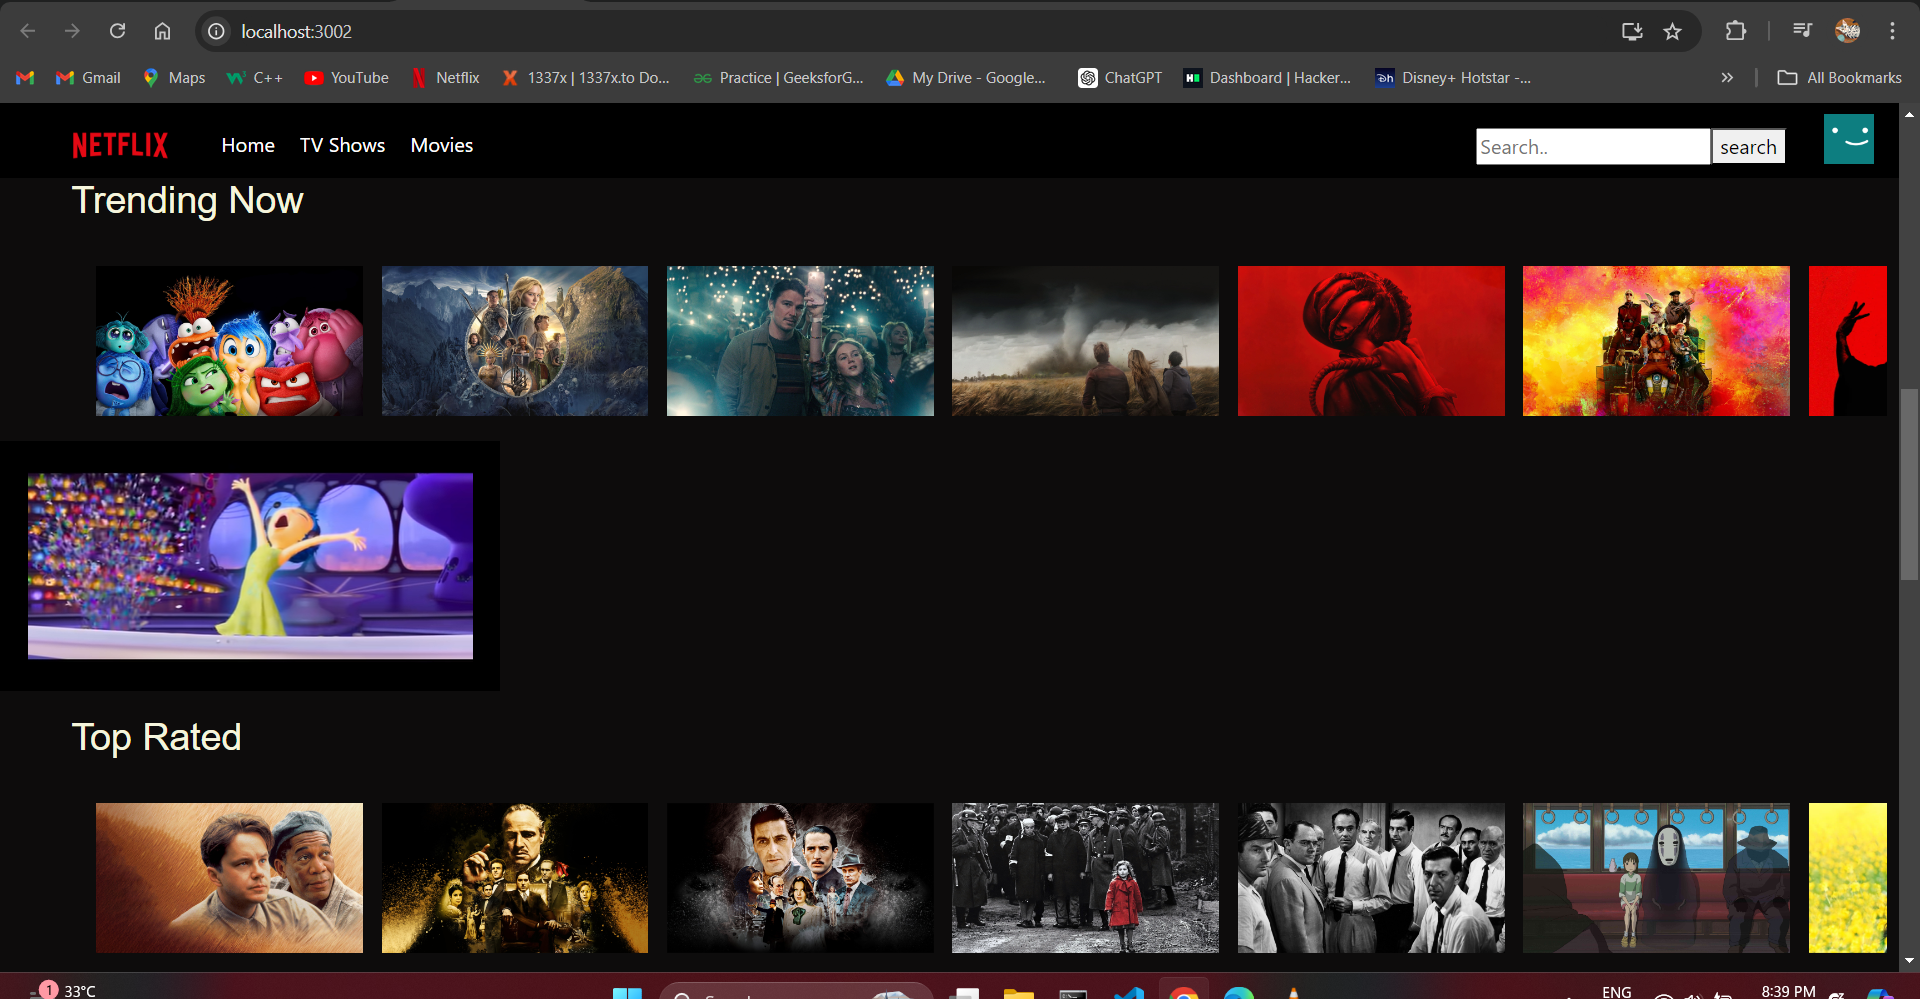 localhost:3002
Gmail Maps C++ YouTube Netflix 1337x | 1337x.to Do... Practice | GeeksforG... My Drive - Google... ChatGPT Dashboard | Hacker... Disney+ Hotstar -... » All Bookmarks
NETFLIX Home TV Shows Movies Search.. search
Trending Now
Top Rated
1 33°C ENG 8:39 PM